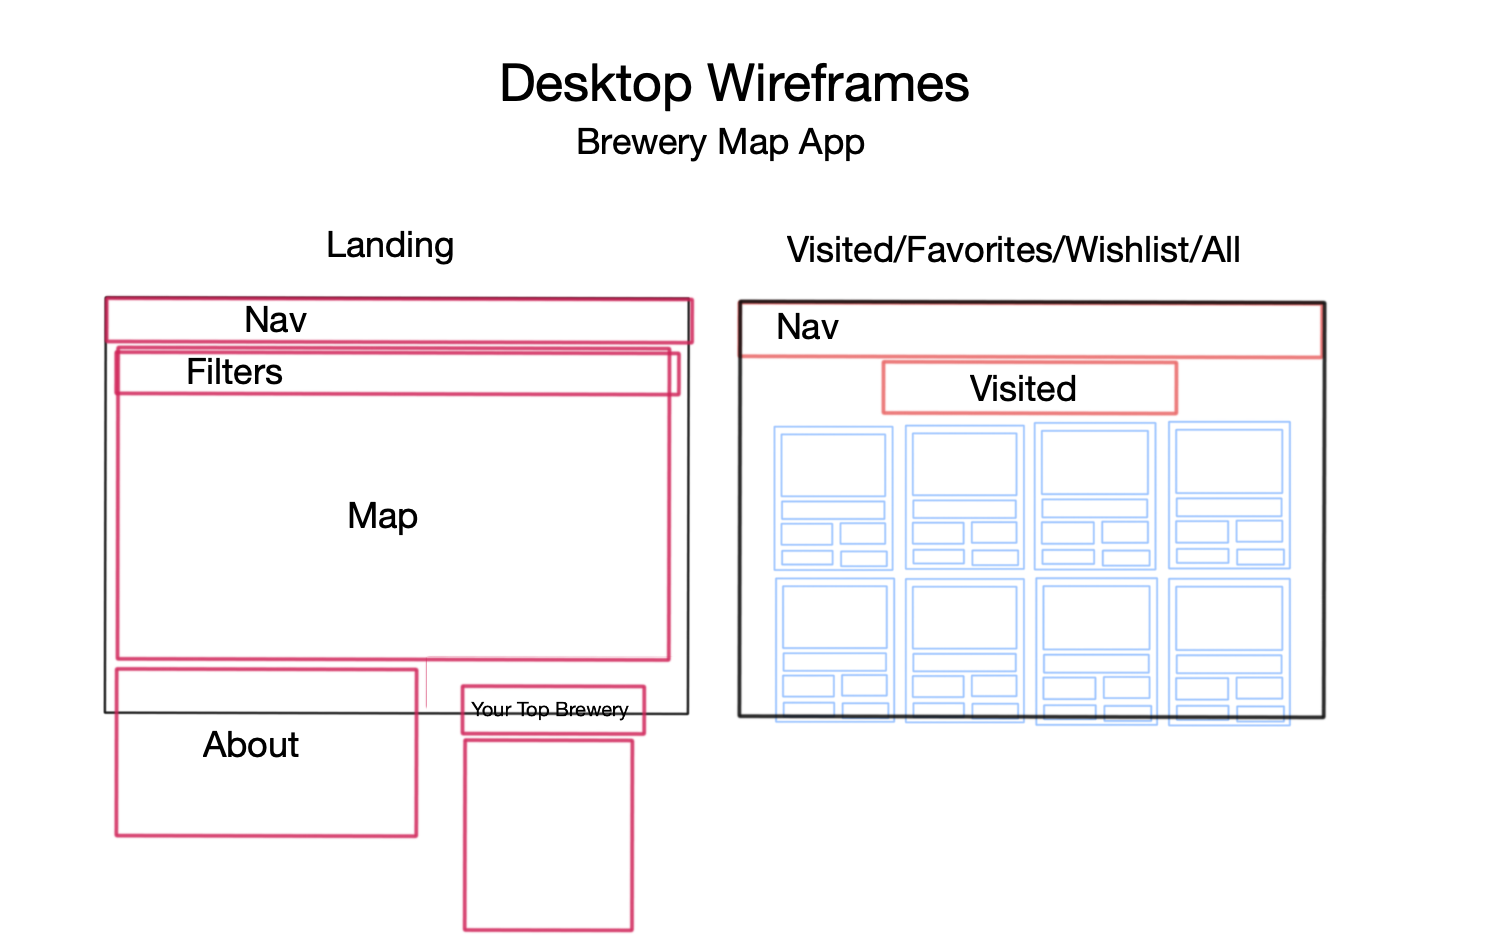 Desktop Wireframes
Brewery Map App
Landing
Nav
Filters
Map
About
Your Top Brewery
Visited/Favorites/Wishlist/All
Nav
Visited